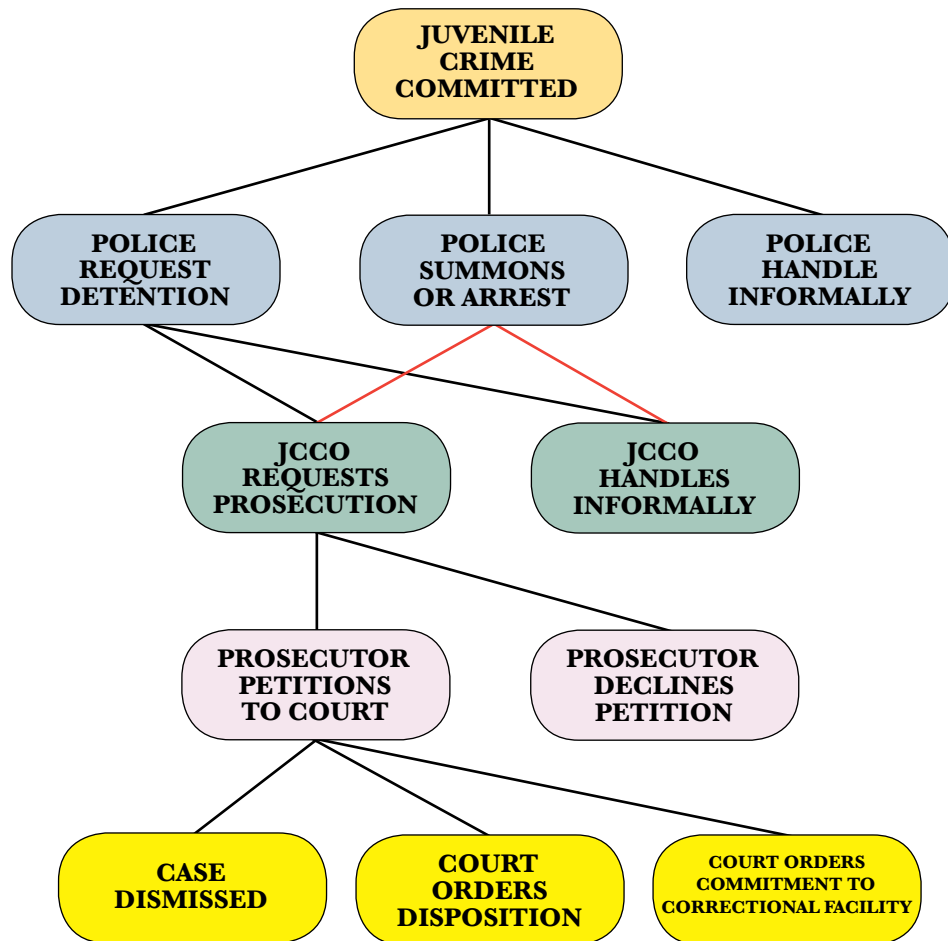 JUVENILE
CRIME
COMMITTED
POLICE
REQUEST
DETENTION
POLICE
SUMMONS
OR ARREST
POLICE
HANDLE
INFORMALLY
JCCO
REQUESTS
PROSECUTION
JCCO
HANDLES
INFORMALLY
PROSECUTOR
PETITIONS
TO COURT
PROSECUTOR
DECLINES
PETITION
CASE
DISMISSED
COURT
ORDERS
DISPOSITION
COURT ORDERS
COMMITMENT TO
CORRECTIONAL FACILITY